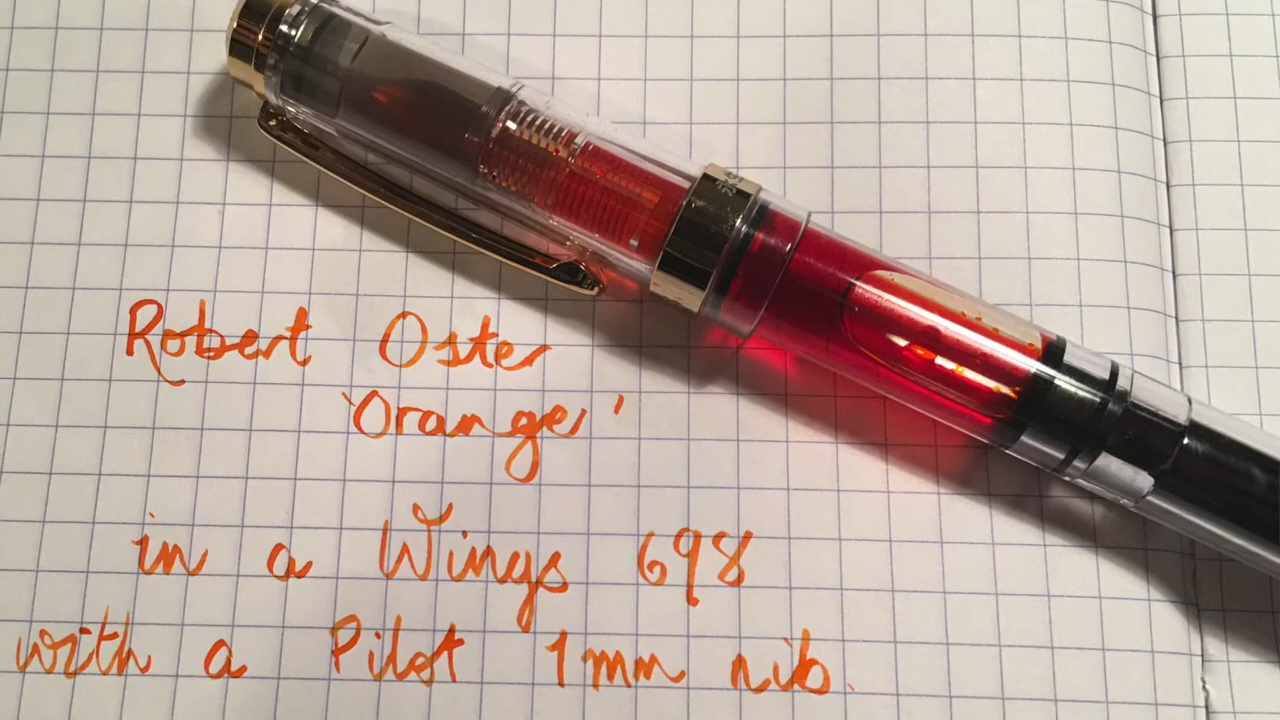 Robert Oster
'Orange'
in a Wings 698
with a Pilot 1mm nib.